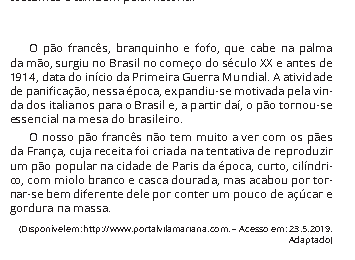 O pão francês, branquinho e fofo, que cabe na palma
da mão, surgiu no Brasil no começo do século XX e antes de
1914, data do início da Primeira Guerra Mundial. A atividade
de panificação, nessa época, expandiu-se motivada pela vin-
da dos italianos para o Brasil e, a partir daí, o pão tornou-se
essencial na mesa do brasileiro.
O nosso pão francês não tem muito a ver com os pães
da França, cuja receita foi criada na tentativa de reproduzir
um pão popular na cidade de Paris da época, curto, cilíndri-
co, com miolo branco e casca dourada, mas acabou por tor-
nar-se bem diferente dele por conter um pouco de açúcar e
gordura na massa.
(Disponível em: http://www.portalvilamariana.com. – Acesso em: 23.5.2019.
Adaptado)